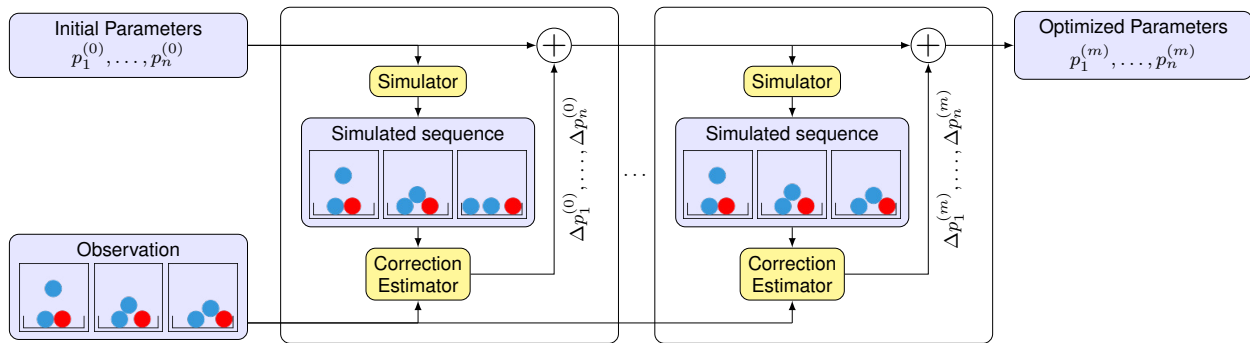 Initial Parameters
p_1^{(0)}, . . . , p_n^{(0)}
Simulator
Simulated sequence
Correction
Estimator
Δp_1^{(0)}, . . . , Δp_n^{(0)}
+
. . .
Simulator
Simulated sequence
Correction
Estimator
Δp_1^{(m)}, . . . , Δp_n^{(m)}
+
Optimized Parameters
p_1^{(m)}, . . . , p_n^{(m)}
Observation